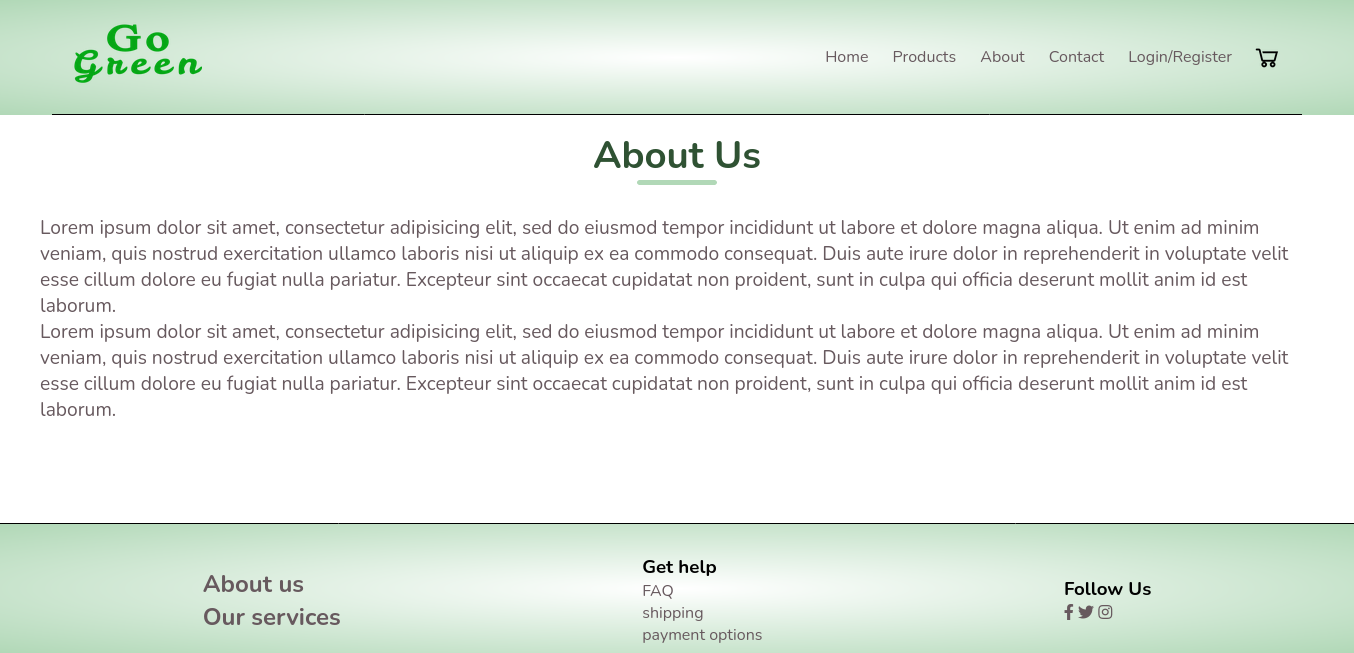 Go
Green
Home Products About Contact Login/Register
About Us
Lorem ipsum dolor sit amet, consectetur adipisicing elit, sed do eiusmod tempor incididunt ut labore et dolore magna aliqua. Ut enim ad minim
veniam, quis nostrud exercitation ullamco laboris nisi ut aliquip ex ea commodo consequat. Duis aute irure dolor in reprehenderit in voluptate velit
esse cillum dolore eu fugiat nulla pariatur. Excepteur sint occaecat cupidatat non proident, sunt in culpa qui officia deserunt mollit anim id est
laborum.
Lorem ipsum dolor sit amet, consectetur adipisicing elit, sed do eiusmod tempor incididunt ut labore et dolore magna aliqua. Ut enim ad minim
veniam, quis nostrud exercitation ullamco laboris nisi ut aliquip ex ea commodo consequat. Duis aute irure dolor in reprehenderit in voluptate velit
esse cillum dolore eu fugiat nulla pariatur. Excepteur sint occaecat cupidatat non proident, sunt in culpa qui officia deserunt mollit anim id est
laborum.
About us
Our services
Get help
FAQ
shipping
payment options
Follow Us